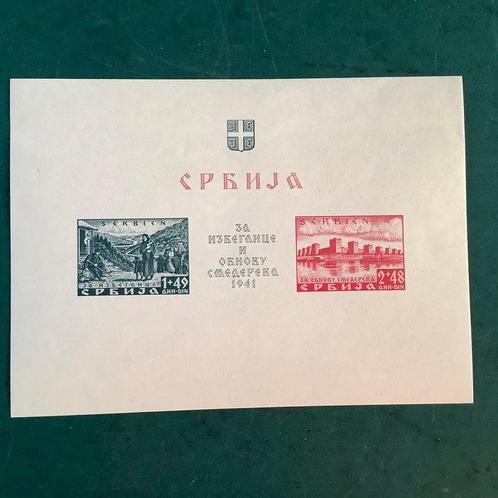 СРБИЈА
SERBIEN
1+49
ЗА ИЗБЕГЛИЦЕ
СРБИЈА
ДИН-DIN
ЗА
ИЗБЕГЛИЦЕ
И
ОБНОВУ
СМЕДЕРЕВА
1941
SERBIEN
2+48
ЗА ОБНОВУ СМЕДЕРЕВА
СРБИЈА
ДИН-DIN